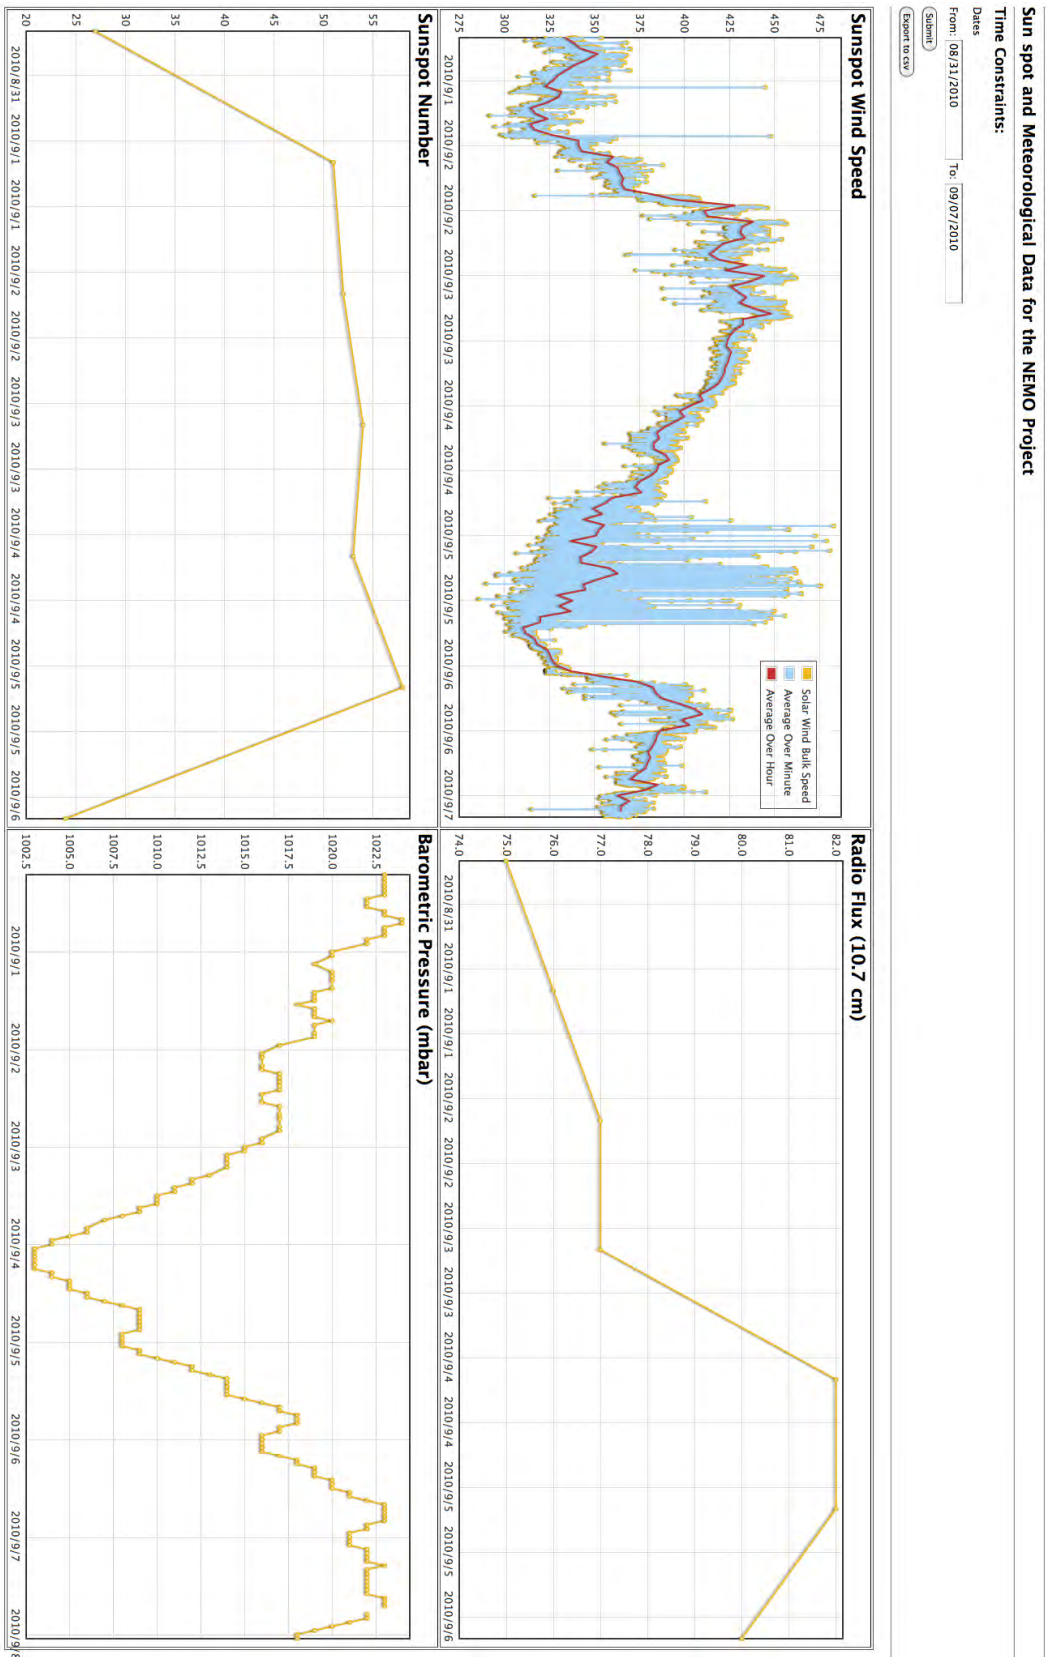 Sun spot and Meteorological Data for the NEMO Project
Time Constraints:
Dates
From: 08/31/2010 To: 09/07/2010
Submit
Export to csv
Sunspot Wind Speed
475
450
425
400
375
350
325
300
275
2010/9/1 2010/9/2 2010/9/2 2010/9/3 2010/9/3 2010/9/4 2010/9/4 2010/9/5 2010/9/5 2010/9/6 2010/9/6 2010/9/7
Solar Wind Bulk Speed
Average Over Minute
Average Over Hour
Radio Flux (10.7 cm)
82.0
81.0
80.0
79.0
78.0
77.0
76.0
75.0
74.0
2010/8/31 2010/9/1 2010/9/1 2010/9/2 2010/9/2 2010/9/3 2010/9/3 2010/9/4 2010/9/4 2010/9/5 2010/9/5 2010/9/6
Sunspot Number
55
50
45
40
35
30
25
20
2010/8/31 2010/9/1 2010/9/1 2010/9/2 2010/9/2 2010/9/3 2010/9/3 2010/9/4 2010/9/4 2010/9/5 2010/9/5 2010/9/6
Barometric Pressure (mbar)
1022.5
1020.0
1017.5
1015.0
1012.5
1010.0
1007.5
1005.0
1002.5
2010/9/1 2010/9/2 2010/9/3 2010/9/4 2010/9/5 2010/9/6 2010/9/7 2010/9/8